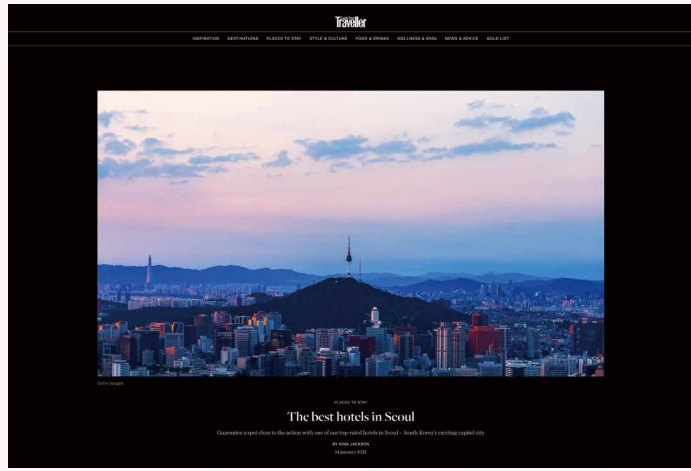 Traveller
INSPIRATION DESTINATIONS PLACES TO STAY STYLE & CULTURE FOOD & DRINKS WELLNESS & SPAS NEWS & ADVICE GOLD LIST
Getty Images
PLACES TO STAY
The best hotels in Seoul
Guarantee a spot close to the action with one of our top-rated hotels in Seoul – South Korea's exciting capital city
BY GINA JACKSON
14 January 2025